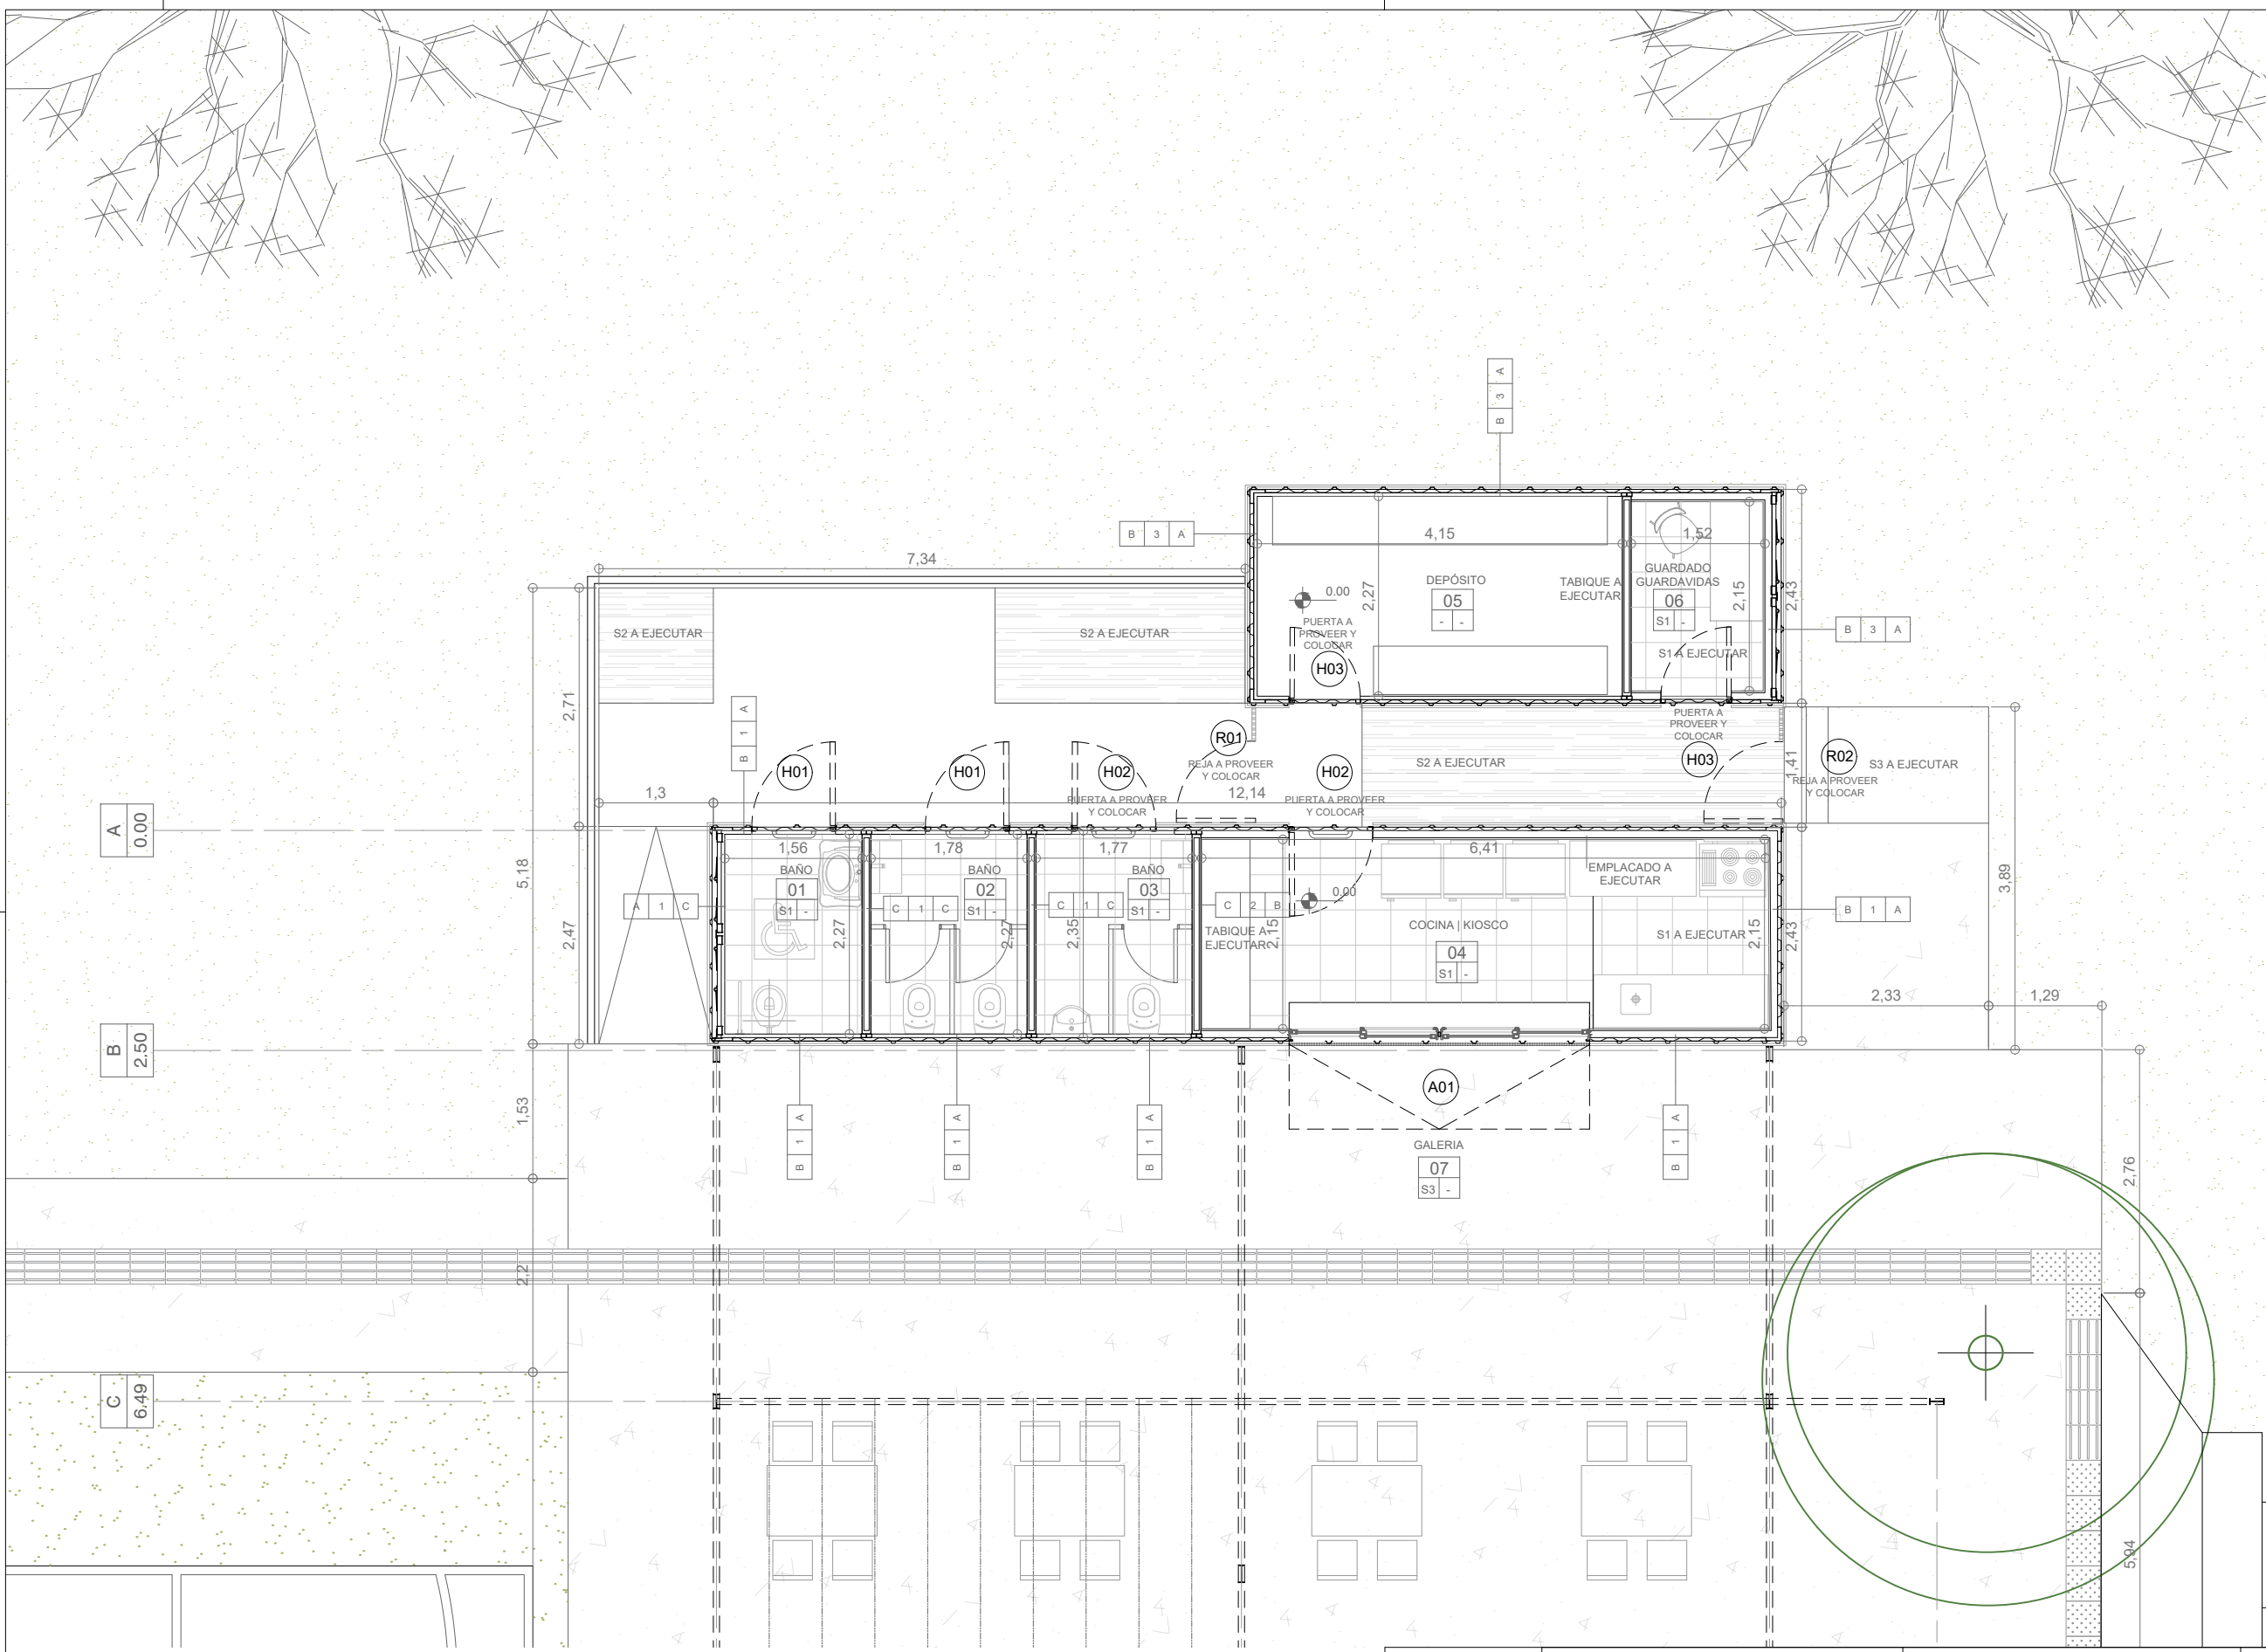 A
3
B
B 3 A
4,15
1,52
7,34
DEPÓSITO
05
- -
TABIQUE A
EJECUTAR
GUARDADO
GUARDAVIDAS
06
S1 -
0.00
2,27
2,15
2,43
PUERTA A
PROVEER Y
COLOCAR
H03
S1 A EJECUTAR
B 3 A
S2 A EJECUTAR
S2 A EJECUTAR
2,71
A
1
B
H01
H01
H02
PUERTA A PROVEER
Y COLOCAR
R01
REJA A PROVEER
Y COLOCAR
H02
PUERTA A PROVEER
Y COLOCAR
S2 A EJECUTAR
PUERTA A
PROVEER Y
COLOCAR
H03
1,41
R02
REJA A PROVEER
Y COLOCAR
S3 A EJECUTAR
1,3
12,14
A
0.00
5,18
2,47
3,89
1,56
1,78
1,77
6,41
BAÑO
01
S1 -
BAÑO
02
S1 -
BAÑO
03
S1 -
A 1 C
C 1 C
C 1 C
C 2 B
2,27
2,27
2,35
2,15
TABIQUE A
EJECUTAR
0.00
COCINA | KIOSCO
04
S1 -
EMPLACADO A
EJECUTAR
S1 A EJECUTAR
2,15
2,43
B 1 A
2,33
1,29
B
2.50
1,53
A
1
B
A
1
B
A
1
B
A
1
B
A01
GALERIA
07
S3 -
2,76
2,2
C
6.49
5,94